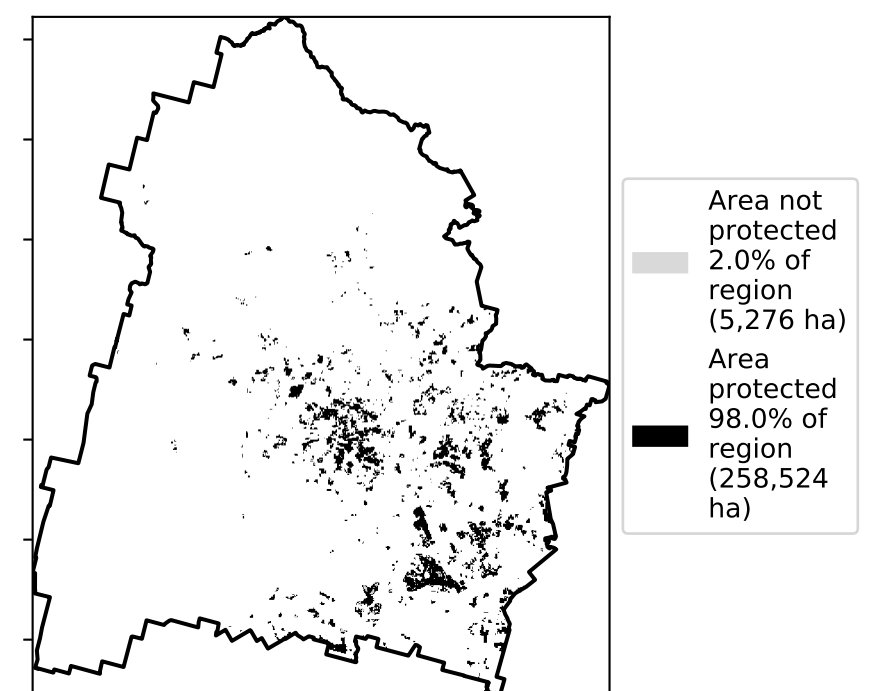 Area not
protected
2.0% of
region
(5,276 ha)
Area
protected
98.0% of
region
(258,524
ha)